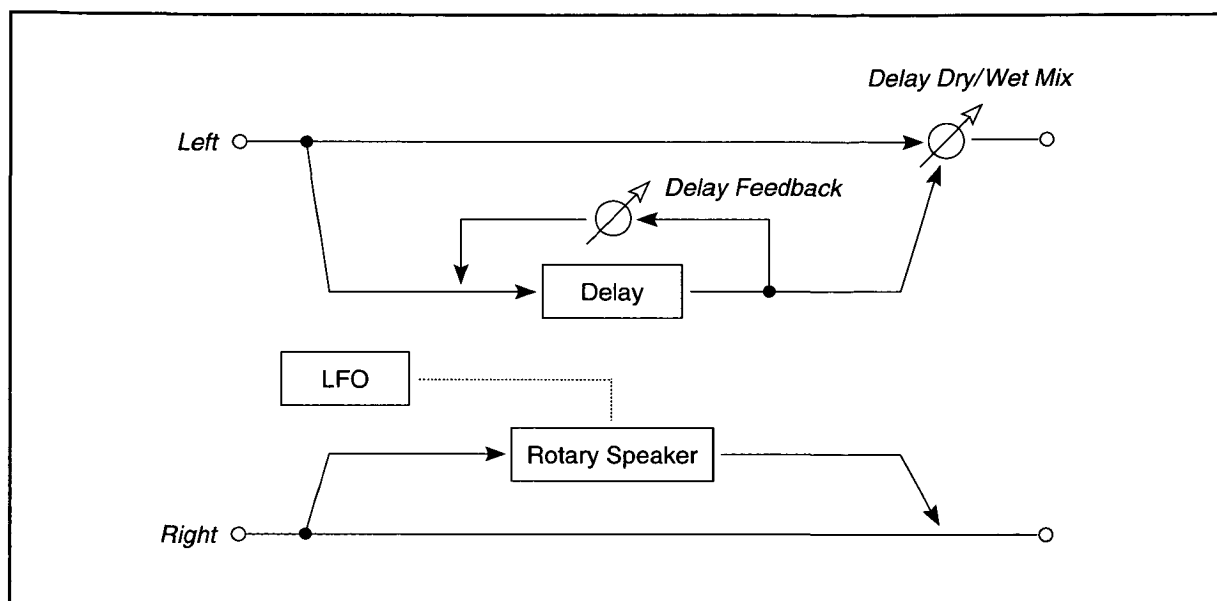 Delay Dry/Wet Mix
Left
Delay Feedback
Delay
LFO
Rotary Speaker
Right